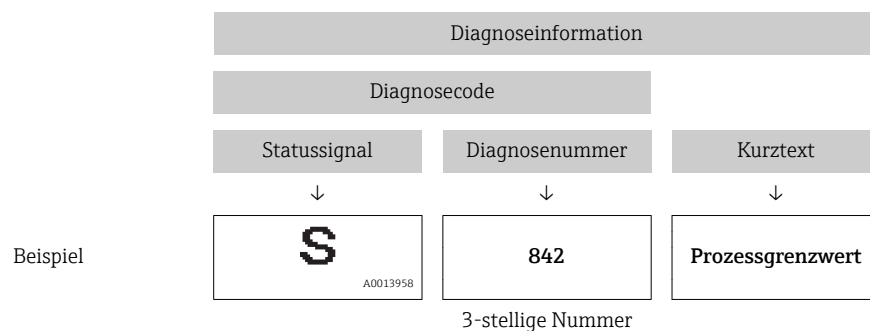 Diagnoseinformation
Diagnosecode
Statussignal Diagnosenummer Kurztext
↓ ↓ ↓
Beispiel S 842 Prozessgrenzwert
A0013958
3-stellige Nummer